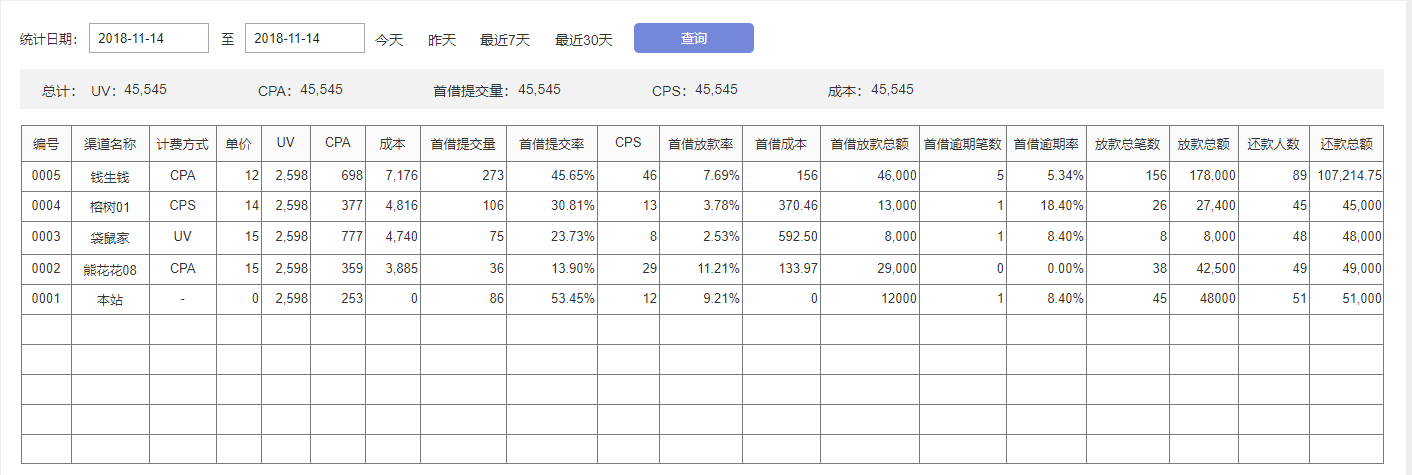 统计日期： 2018-11-14 至 2018-11-14 今天 昨天 最近7天 最近30天 查询
总计： UV：45,545 CPA：45,545 首借提交量：45,545 CPS：45,545 成本：45,545
编号 渠道名称 计费方式 单价 UV CPA 成本 首借提交量 首借提交率 CPS 首借放款率 首借成本 首借放款总额 首借逾期笔数 首借逾期率 放款总笔数 放款总额 还款人数 还款总额
0005 钱生钱 CPA 12 2,598 698 7,176 273 45.65% 46 7.69% 156 46,000 5 5.34% 156 178,000 89 107,214.75
0004 榕树01 CPS 14 2,598 377 4,816 106 30.81% 13 3.78% 370.46 13,000 1 18.40% 26 27,400 45 45,000
0003 袋鼠家 UV 15 2,598 777 4,740 75 23.73% 8 2.53% 592.50 8,000 1 8.40% 8 8,000 48 48,000
0002 熊花花08 CPA 15 2,598 359 3,885 36 13.90% 29 11.21% 133.97 29,000 0 0.00% 38 42,500 49 49,000
0001 本站 - 0 2,598 253 0 86 53.45% 12 9.21% 0 12000 1 8.40% 45 48000 51 51,000